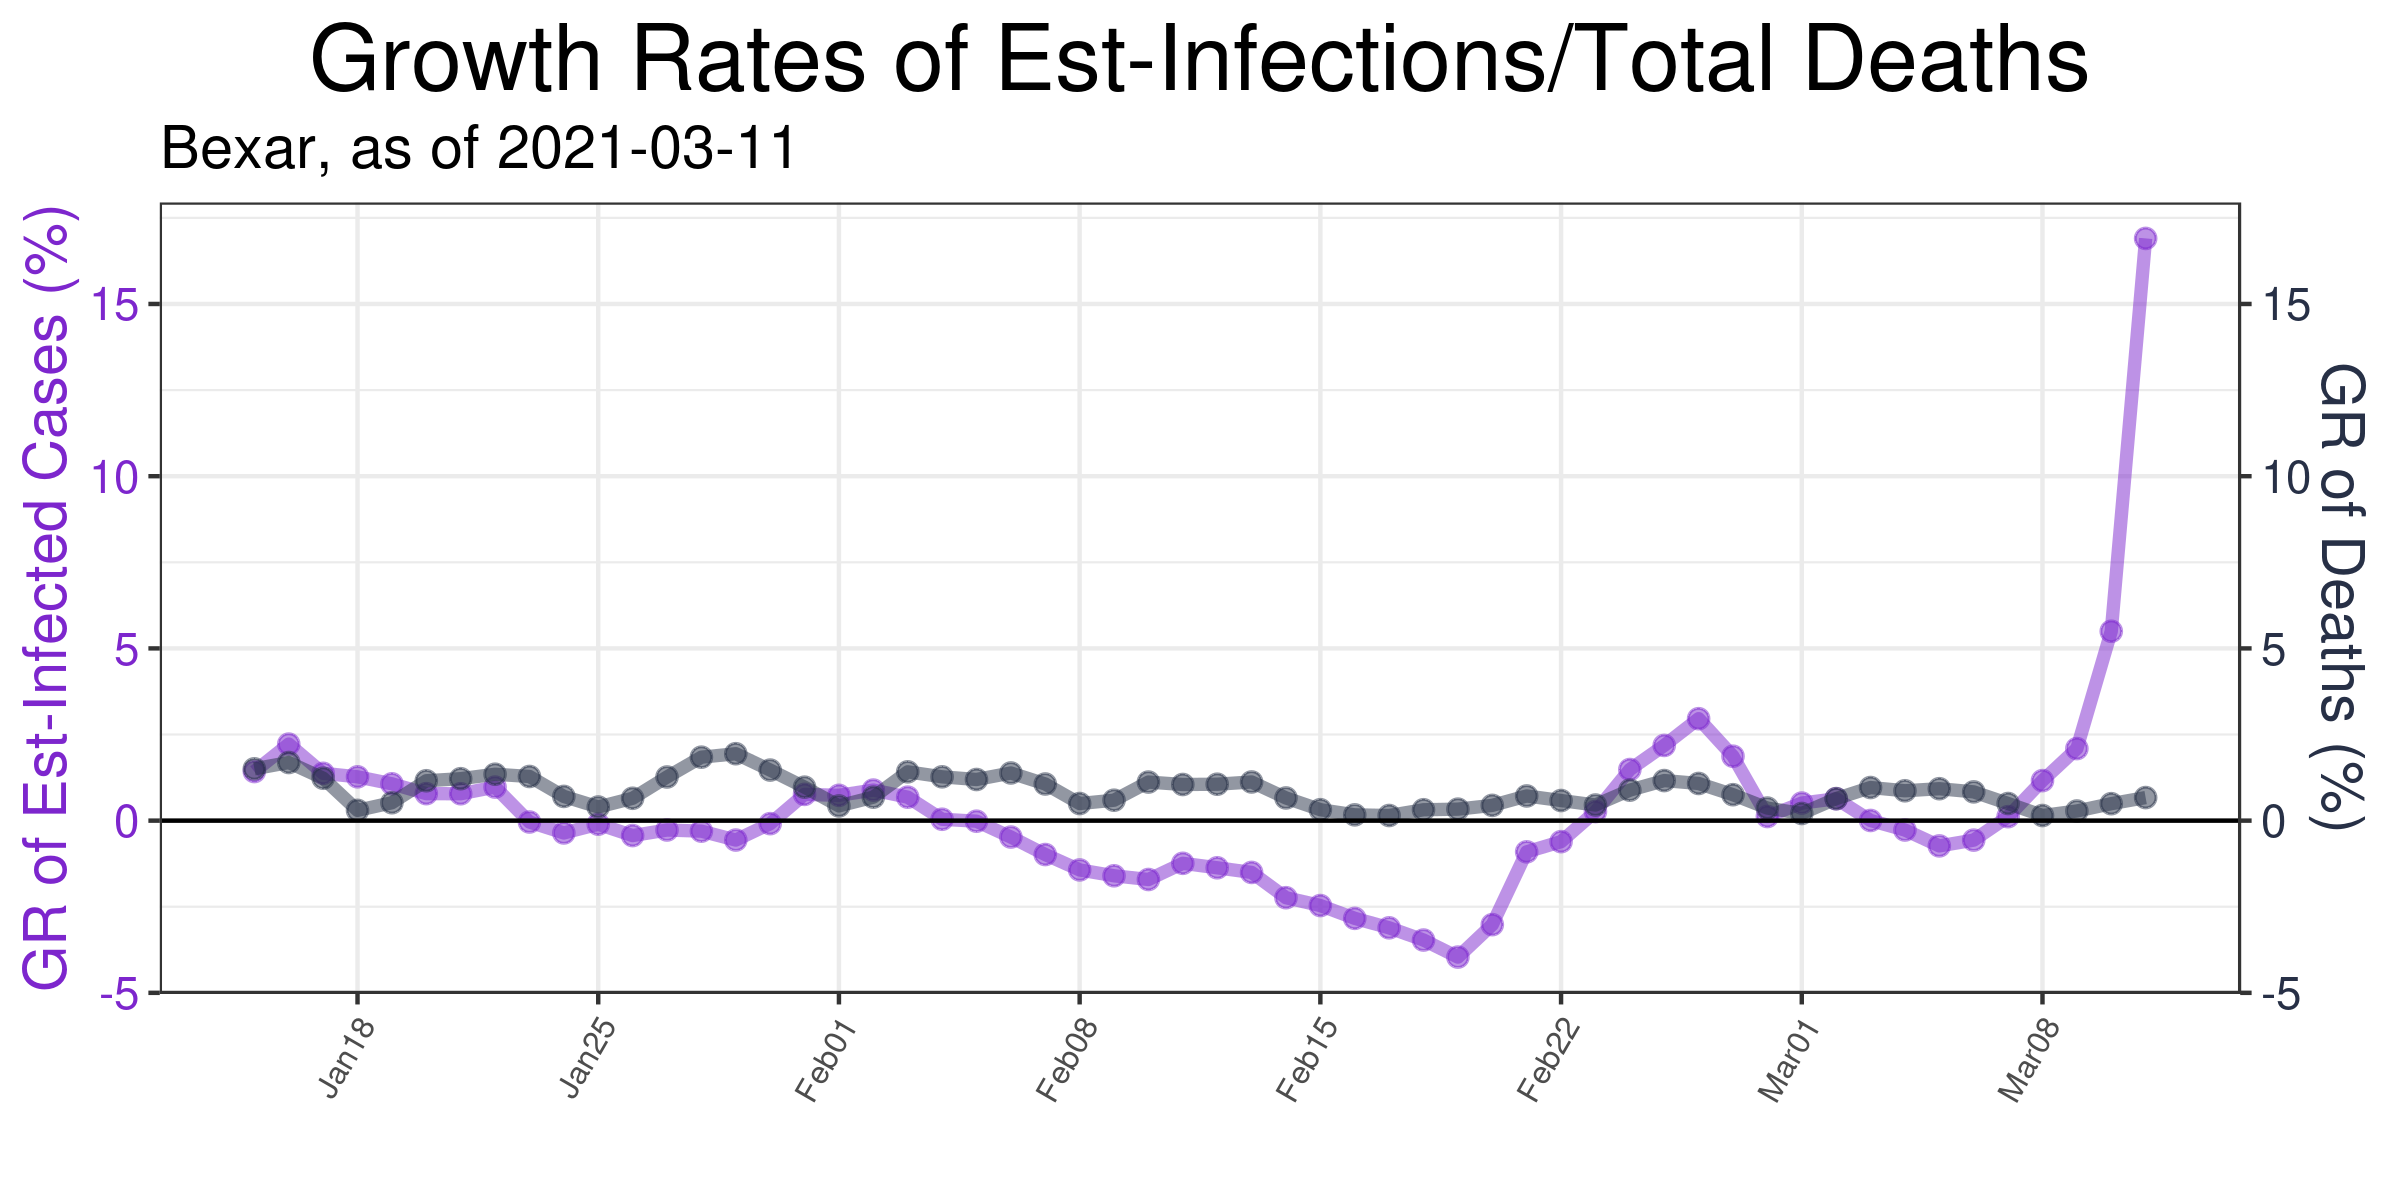 Growth Rates of Est-Infections/Total Deaths
Bexar, as of 2021-03-11
GR of Est-Infected Cases (%)
15
10
5
0
-5
15
10
5
0
-5
GR of Deaths (%)
Jan18
Jan25
Feb01
Feb08
Feb15
Feb22
Mar01
Mar08